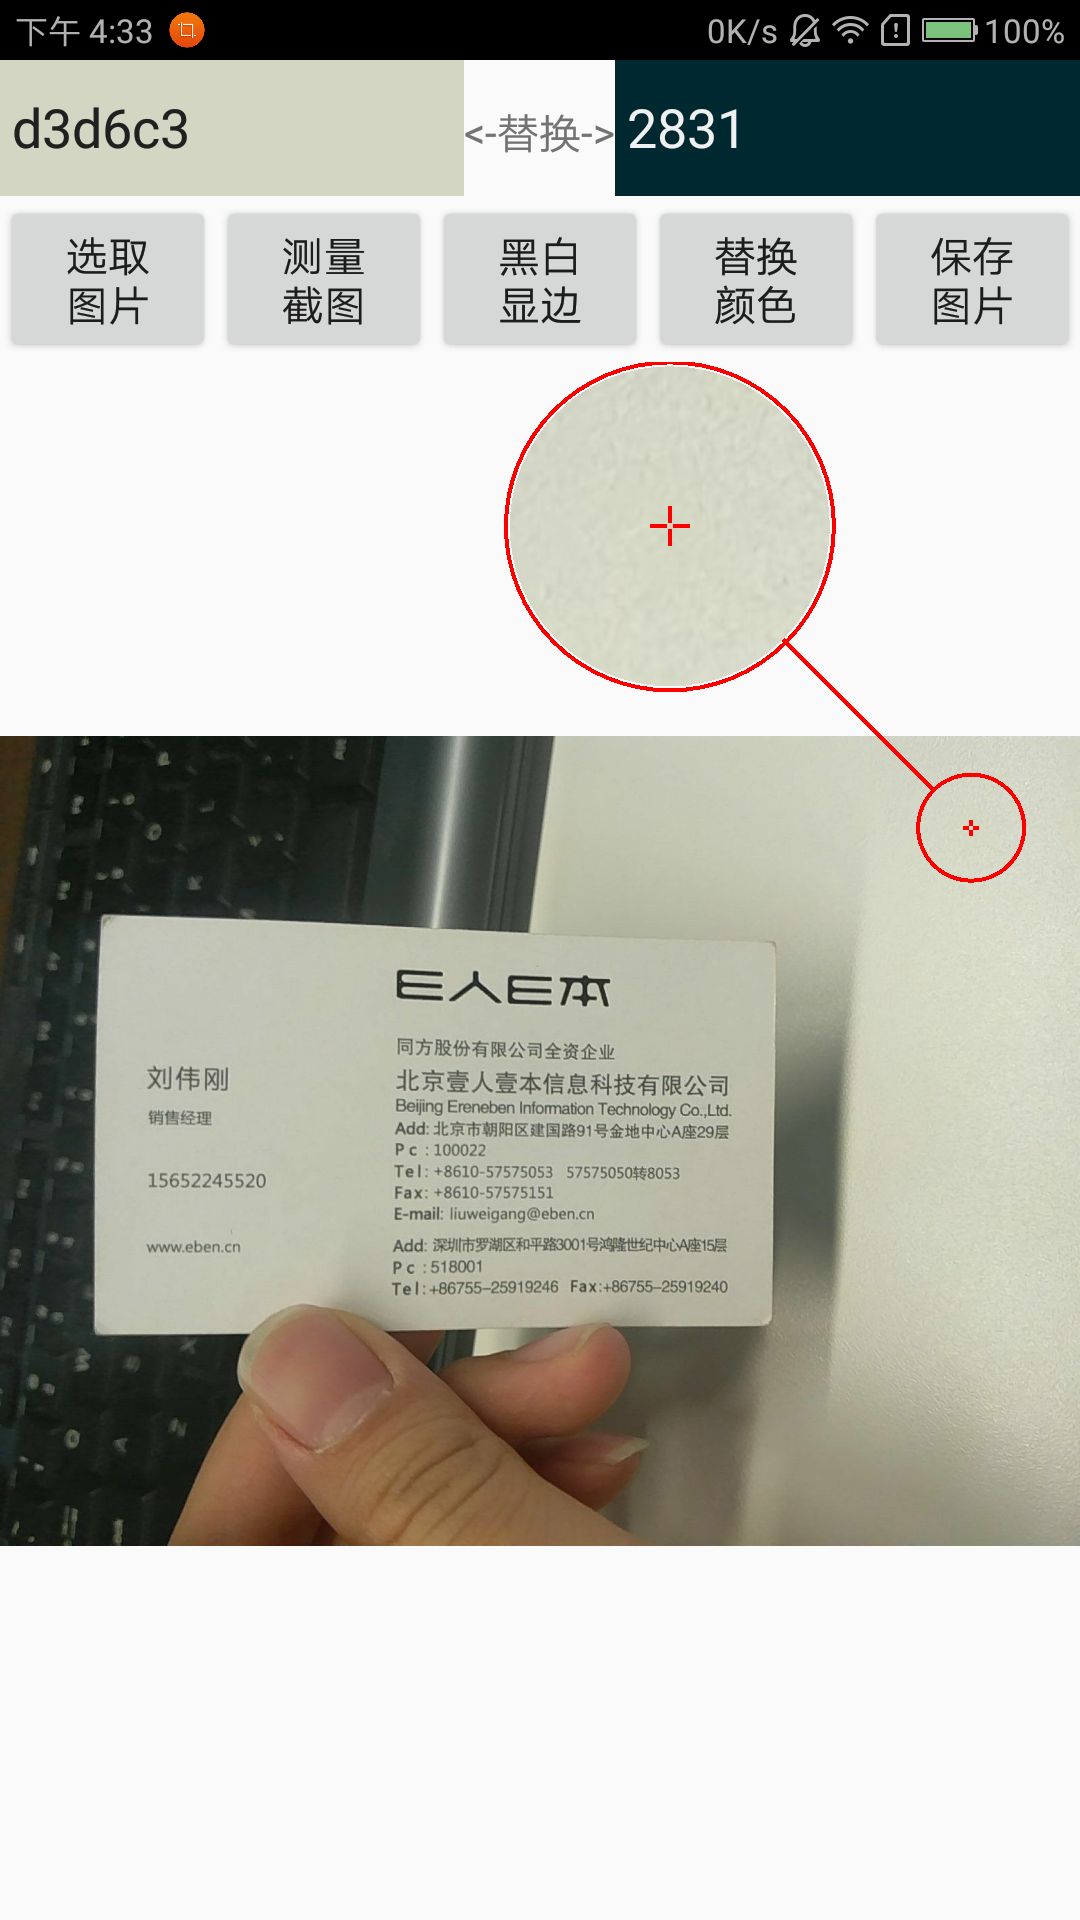 下午 4:33
0K/s
100%
d3d6c3
<-替换->
2831
选取
图片
测量
截图
黑白
显边
替换
颜色
保存
图片
E人E本
同方股份有限公司全资企业
北京壹人壹本信息科技有限公司
Beijing Ereneben Information Technology Co.,Ltd.
Add: 北京市朝阳区建国路91号金地中心A座29层
Pc : 100022
Tel: +8610-57575053 57575050转8053
Fax: +8610-57575151
E-mail: liuweigang@eben.cn
Add: 深圳市罗湖区和平路3001号鸿隆世纪中心A座15层
Pc : 518001
Tel:+86755-25919246 Fax:+86755-25919240
刘伟刚
销售经理
15652245520
www.eben.cn